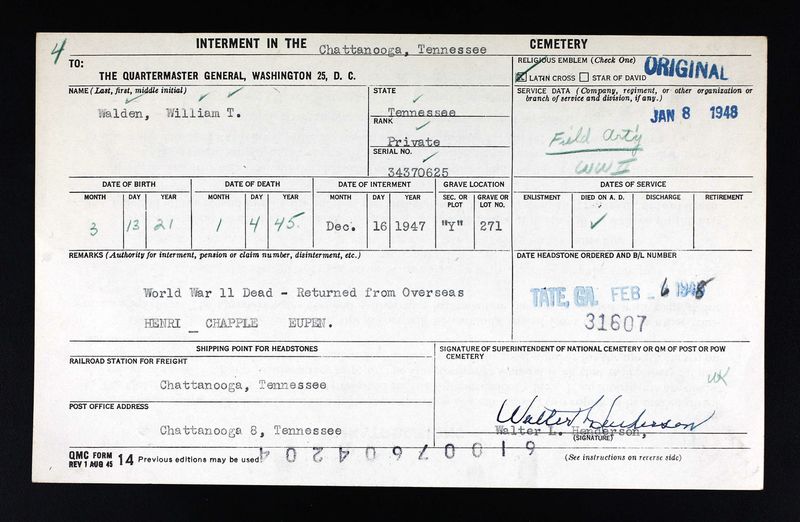 4
INTERMENT IN THE Chattanooga, Tennessee CEMETERY
TO:
THE QUARTERMASTER GENERAL, WASHINGTON 25, D. C.
RELIGIOUS EMBLEM (Check One)
LATIN CROSS STAR OF DAVID
ORIGINAL
NAME (Last, first, middle initial)
Walden, William T.
STATE
Tennessee
RANK
Private
SERIAL NO.
34370625
SERVICE DATA (Company, regiment, or other organization or
branch of service and division, if any.)
JAN 8 1948
Field Art'y
WW II
DATE OF BIRTH DATE OF DEATH DATE OF INTERMENT GRAVE LOCATION DATES OF SERVICE
MONTH DAY YEAR MONTH DAY YEAR MONTH DAY YEAR SEC. OR PLOT GRAVE OR LOT NO. ENLISTMENT DIED ON A. D. DISCHARGE RETIREMENT
3 13 21 1 4 45 Dec. 16 1947 "Y" 271
REMARKS (Authority for interment, pension or claim number, disinterment, etc.)
World War 11 Dead - Returned from Overseas
HENRI _ CHAPPLE EUPEN.
DATE HEADSTONE ORDERED AND B/L NUMBER
TATE, GA. FEB - 6 1948
31607
SHIPPING POINT FOR HEADSTONES
RAILROAD STATION FOR FREIGHT
Chattanooga, Tennessee
POST OFFICE ADDRESS
Chattanooga 8, Tennessee
SIGNATURE OF SUPERINTENDENT OF NATIONAL CEMETERY OR QM OF POST OR POW
CEMETERY
Walter L. Henderson
Walter L. Henderson,
(SIGNATURE)
QMC FORM
REV 1 AUG 45 14 Previous editions may be used
(See instructions on reverse side)